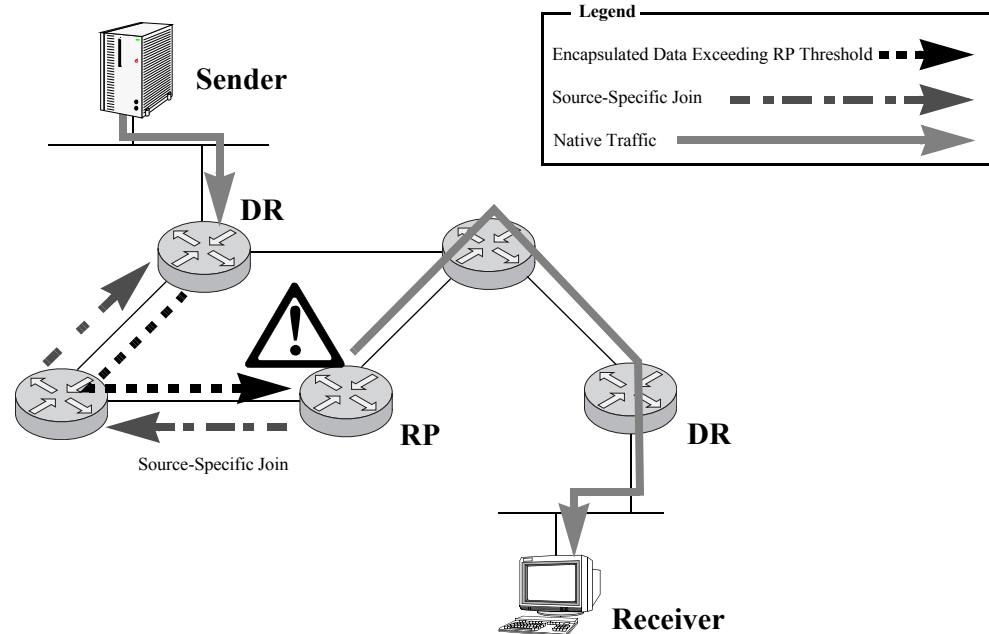 Legend
Encapsulated Data Exceeding RP Threshold
Source-Specific Join
Native Traffic
Sender
DR
RP
DR
Source-Specific Join
Receiver